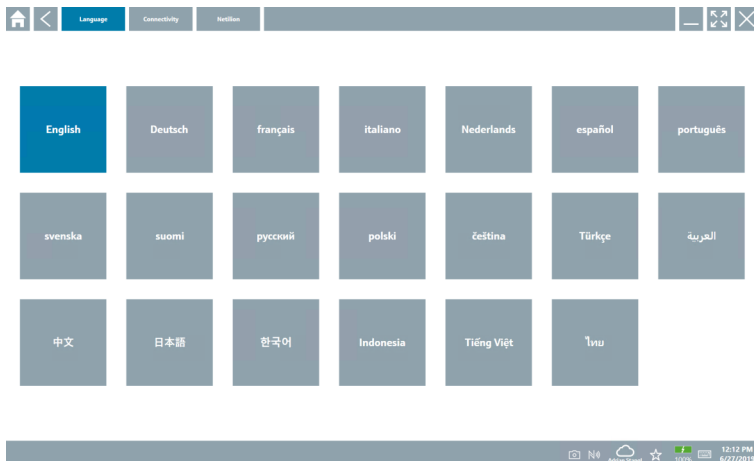 Language Connectivity Netilion
English Deutsch français italiano Nederlands español português
svenska suomi русский polski čeština Türkçe العربية
中文 日本語 한국어 Indonesia Tiếng Việt ไทย
100% 12:12 PM
6/27/2019